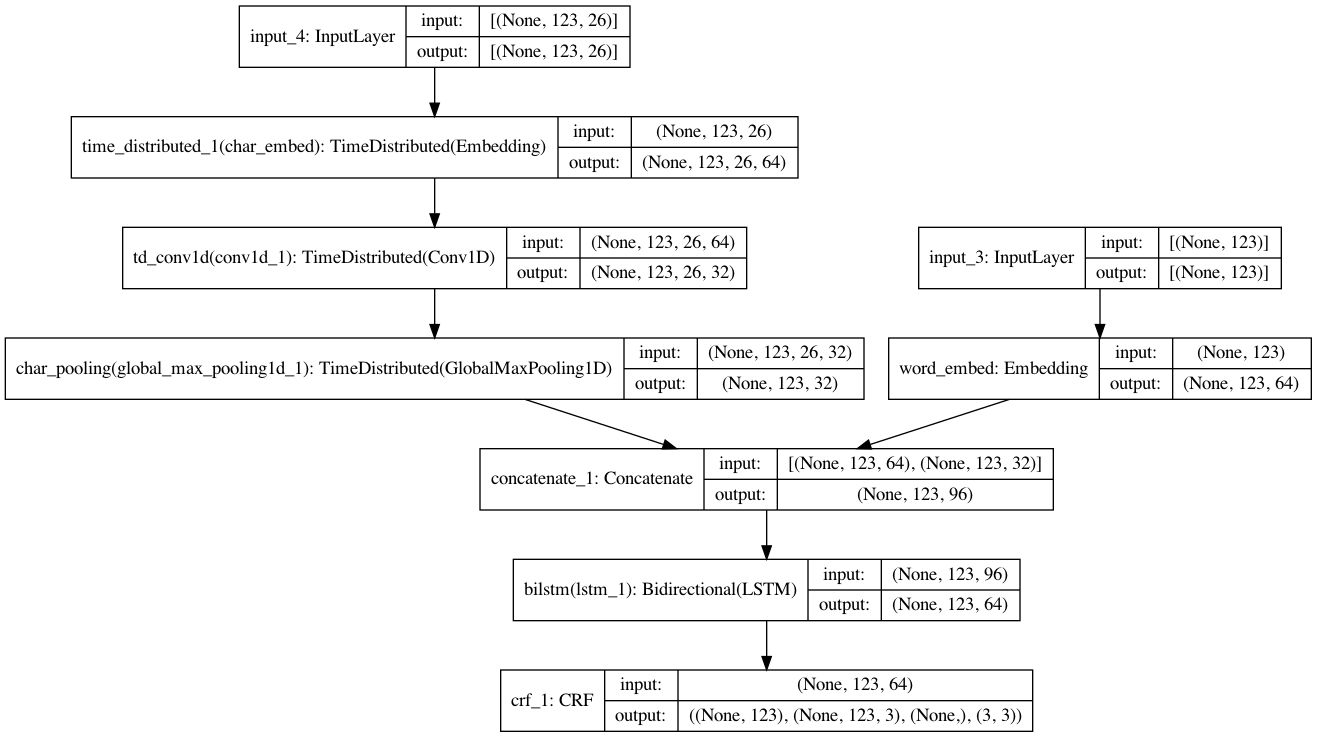 input_4: InputLayer
input: [(None, 123, 26)]
output: [(None, 123, 26)]
time_distributed_1(char_embed): TimeDistributed(Embedding)
input: (None, 123, 26)
output: (None, 123, 26, 64)
td_conv1d(conv1d_1): TimeDistributed(Conv1D)
input: (None, 123, 26, 64)
output: (None, 123, 26, 32)
input_3: InputLayer
input: [(None, 123)]
output: [(None, 123)]
char_pooling(global_max_pooling1d_1): TimeDistributed(GlobalMaxPooling1D)
input: (None, 123, 26, 32)
output: (None, 123, 32)
word_embed: Embedding
input: (None, 123)
output: (None, 123, 64)
concatenate_1: Concatenate
input: [(None, 123, 64), (None, 123, 32)]
output: (None, 123, 96)
bilstm(lstm_1): Bidirectional(LSTM)
input: (None, 123, 96)
output: (None, 123, 64)
crf_1: CRF
input: (None, 123, 64)
output: ((None, 123), (None, 123, 3), (None,), (3, 3))